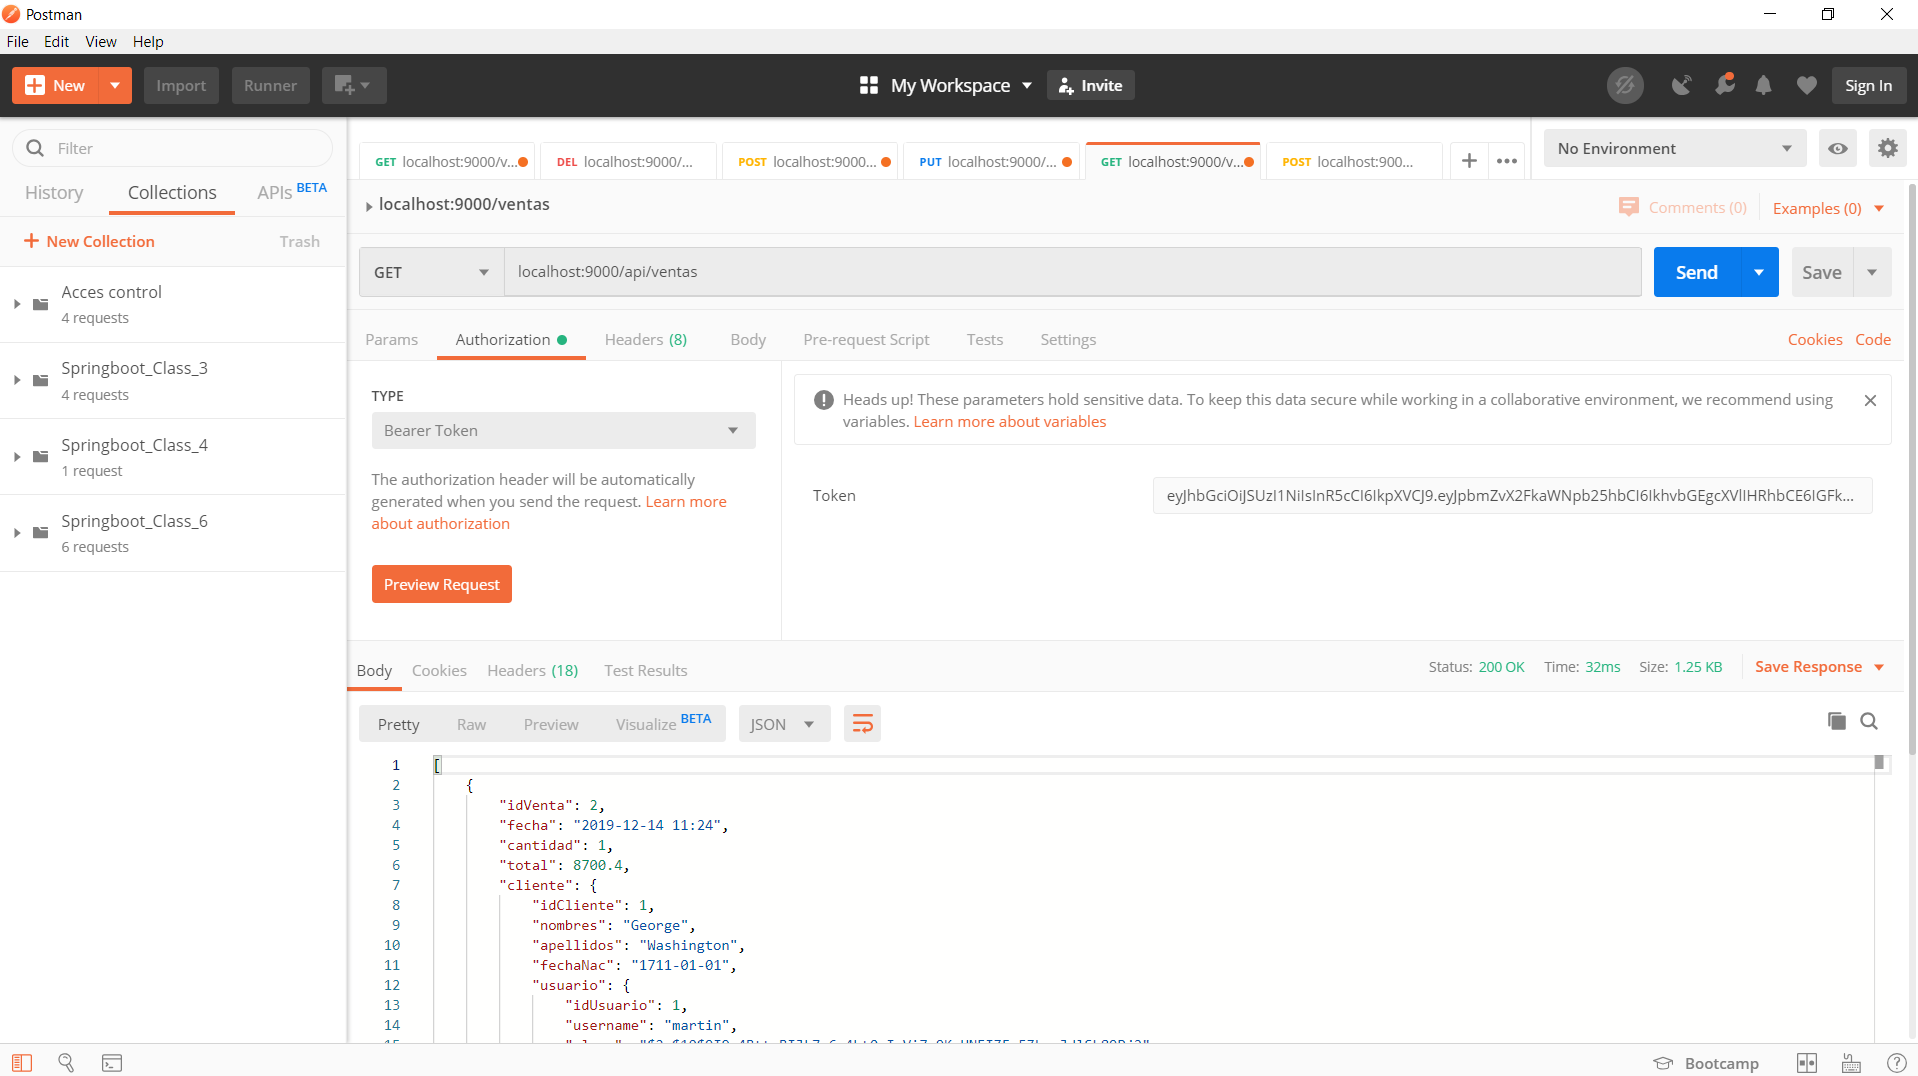 Postman
File Edit View Help
New Import Runner My Workspace Invite Sign In
Filter
History Collections APIs BETA
New Collection Trash
Acces control
4 requests
Springboot_Class_3
4 requests
Springboot_Class_4
1 request
Springboot_Class_6
6 requests
GET localhost:9000/v... DEL localhost:9000/... POST localhost:9000... PUT localhost:9000/... GET localhost:9000/v... POST localhost:900... + ••• No Environment
localhost:9000/ventas Comments (0) Examples (0)
GET localhost:9000/api/ventas Send Save
Params Authorization Headers (8) Body Pre-request Script Tests Settings Cookies Code
TYPE
Bearer Token
The authorization header will be automatically
generated when you send the request. Learn more
about authorization
Preview Request
Heads up! These parameters hold sensitive data. To keep this data secure while working in a collaborative environment, we recommend using
variables. Learn more about variables
Token eyJhbGciOiJSUzI1NiIsInR5cCI6IkpXVCJ9.eyJpbmZvX2FkaWNpb25hbCI6IkhvbGEgcXVlIHRhbCE6IGFk...
Body Cookies Headers (18) Test Results Status: 200 OK Time: 32ms Size: 1.25 KB Save Response
Pretty Raw Preview Visualize BETA JSON
1 [
2 {
3 "idVenta": 2,
4 "fecha": "2019-12-14 11:24",
5 "cantidad": 1,
6 "total": 8700.4,
7 "cliente": {
8 "idCliente": 1,
9 "nombres": "George",
10 "apellidos": "Washington",
11 "fechaNac": "1711-01-01",
12 "usuario": {
13 "idUsuario": 1,
14 "username": "martin",
Bootcamp